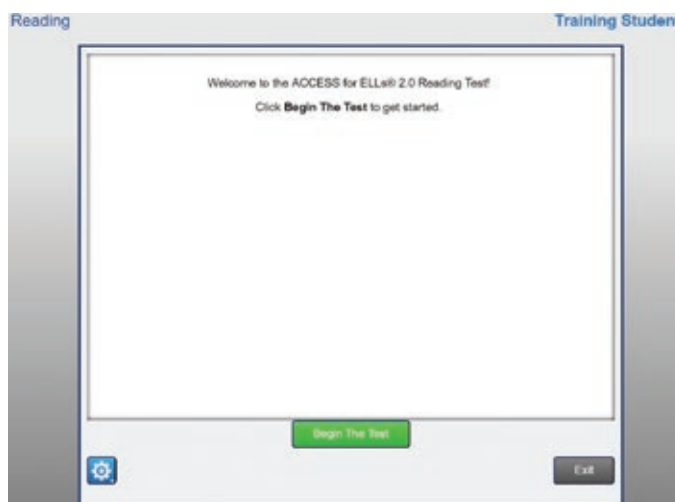 Reading
Training Studen
Welcome to the ACCESS for ELLs® 2.0 Reading Test!
Click Begin The Test to get started.
Begin The Test
Exit